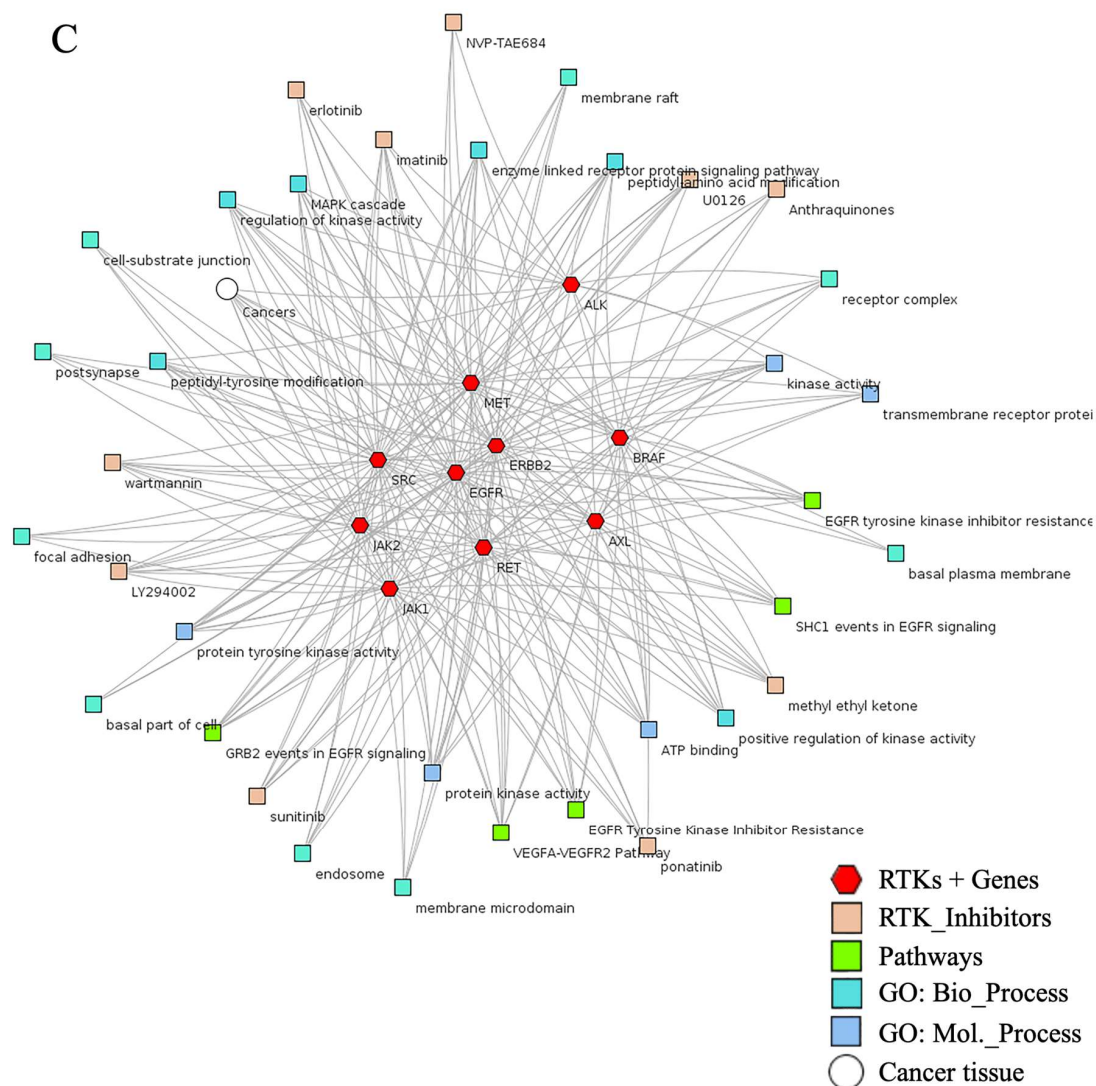 C
NVP-TAE684
membrane raft
erlotinib
imatinib
enzyme linked receptor protein signaling pathway
peptidyl-amino acid modification
U0126
MAPK cascade
Anthraquinones
regulation of kinase activity
cell-substrate junction
receptor complex
Cancers
ALK
postsynapse
peptidyl-tyrosine modification
kinase activity
MET
transmembrane receptor protei
BRAF
ERBB2
SRC
wartmannin
EGFR
EGFR tyrosine kinase inhibitor resistance
AXL
JAK2
focal adhesion
RET
basal plasma membrane
LY294002
JAK1
SHC1 events in EGFR signaling
protein tyrosine kinase activity
methyl ethyl ketone
basal part of cell
positive regulation of kinase activity
ATP binding
GRB2 events in EGFR signaling
protein kinase activity
sunitinib
EGFR Tyrosine Kinase Inhibitor Resistance
VEGFA-VEGFR2 Pathway
ponatinib
endosome
membrane microdomain
RTKs + Genes
RTK_Inhibitors
Pathways
GO: Bio_Process
GO: Mol._Process
Cancer tissue